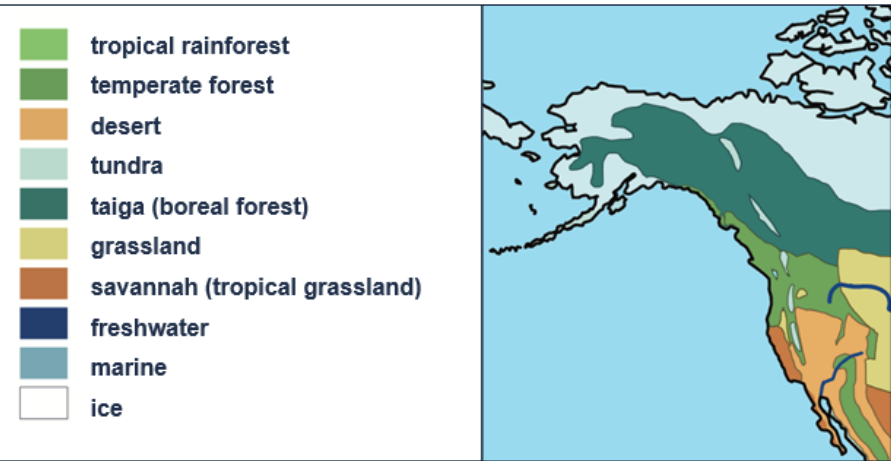 tropical rainforest
temperate forest
desert
tundra
taiga (boreal forest)
grassland
savannah (tropical grassland)
freshwater
marine
ice